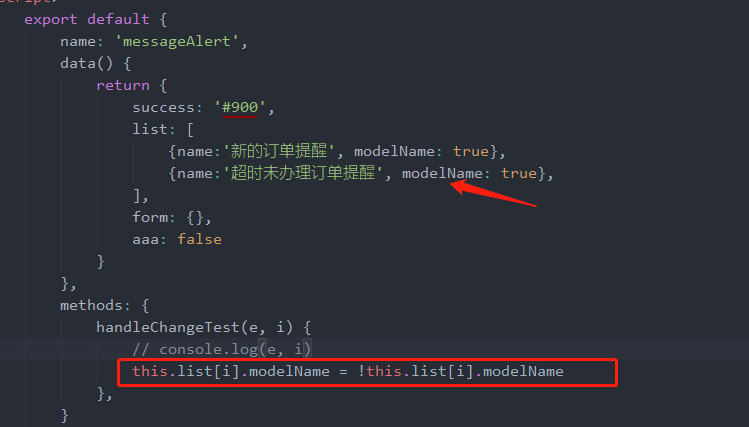 script>
export default {
name: 'messageAlert',
data() {
return {
success: '#900',
list: [
{name:'新的订单提醒', modelName: true},
{name:'超时未办理订单提醒', modelName: true},
],
form: {},
aaa: false
}
},
methods: {
handleChangeTest(e, i) {
// console.log(e, i)
this.list[i].modelName = !this.list[i].modelName
},
}